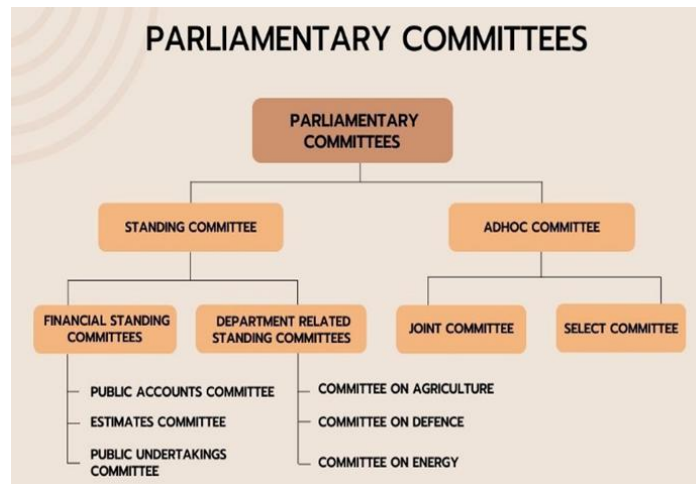 PARLIAMENTARY COMMITTEES
PARLIAMENTARY
COMMITTEES
STANDING COMMITTEE
ADHOC COMMITTEE
FINANCIAL STANDING
COMMITTEES
DEPARTMENT RELATED
STANDING COMMITTEES
JOINT COMMITTEE
SELECT COMMITTEE
PUBLIC ACCOUNTS COMMITTEE
ESTIMATES COMMITTEE
PUBLIC UNDERTAKINGS
COMMITTEE
COMMITTEE ON AGRICULTURE
COMMITTEE ON DEFENCE
COMMITTEE ON ENERGY